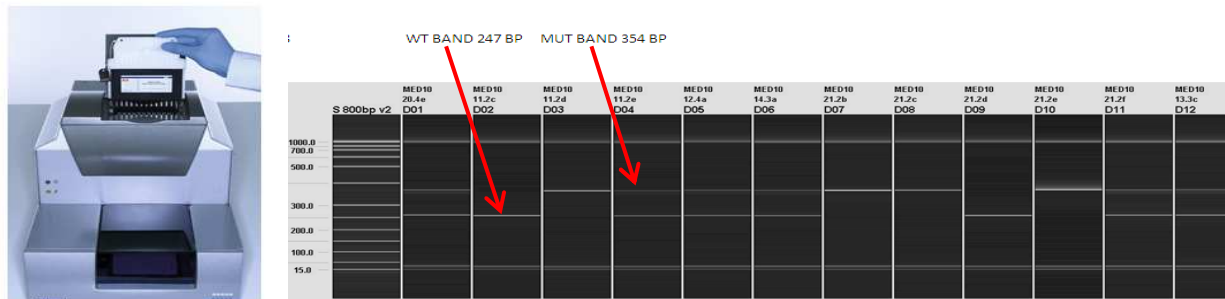 WT BAND 247 BP MUT BAND 354 BP
MED10 MED10 MED10 MED10 MED10 MED10 MED10 MED10 MED10 MED10 MED10 MED10
20.4e 11.2c 11.2d 11.2e 12.4a 14.3a 21.2b 21.2c 21.2d 21.2e 21.2f 13.3c
S 800bp v2 D01 D02 D03 D04 D05 D06 D07 D08 D09 D10 D11 D12
1000.0
700.0
500.0
300.0
200.0
100.0
15.0